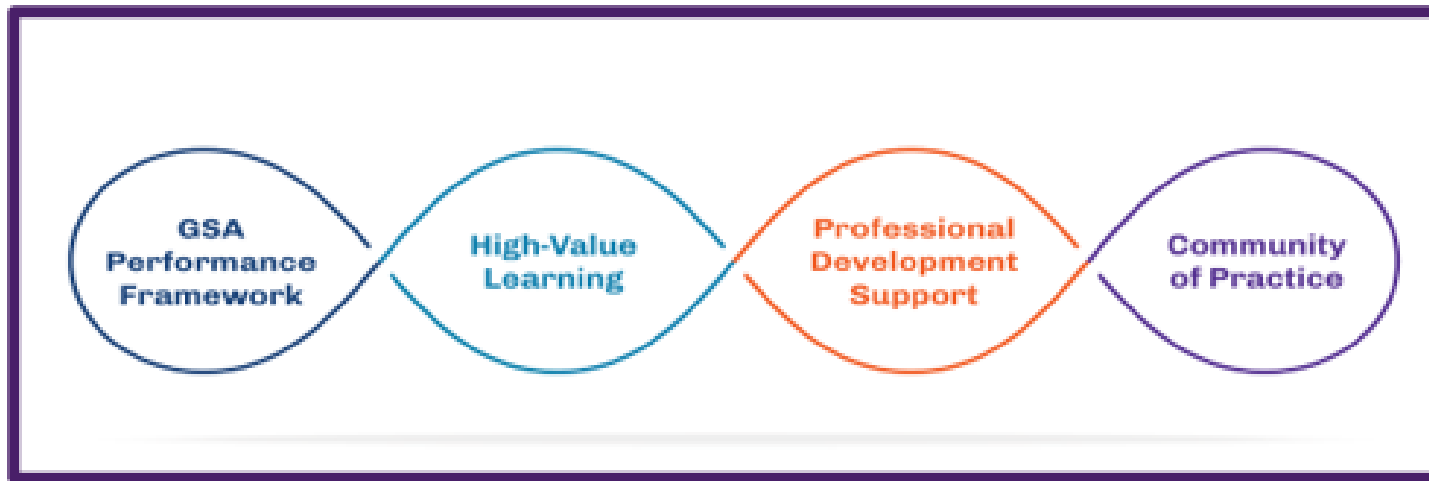 GSA
Performance
Framework
High-Value
Learning
Professional
Development
Support
Community
of Practice